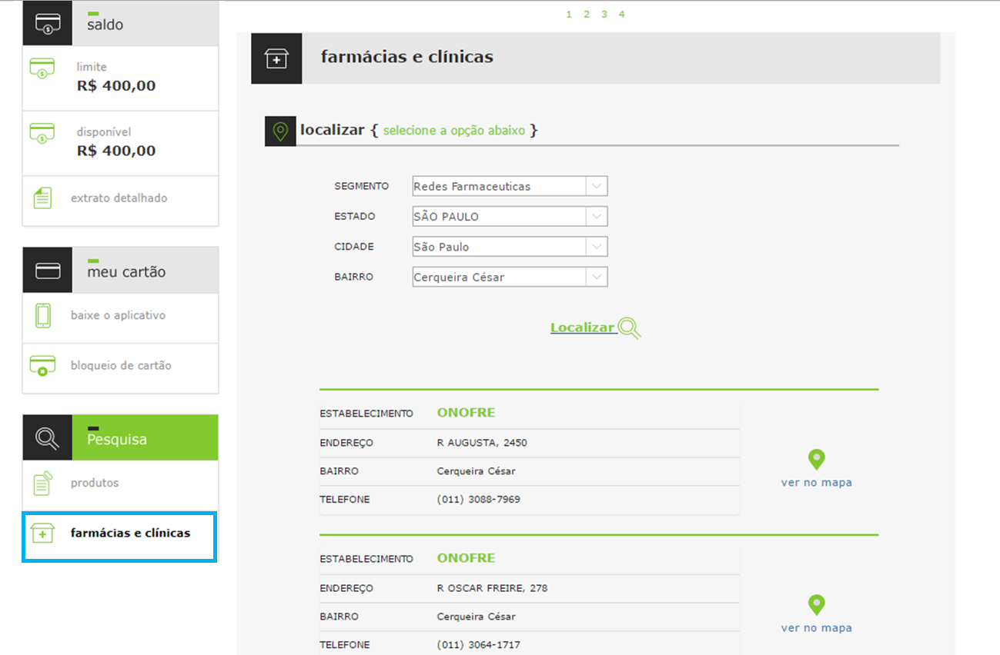 saldo
limite
R$ 400,00
disponível
R$ 400,00
extrato detalhado
meu cartão
baixe o aplicativo
bloqueio de cartão
Pesquisa
produtos
farmácias e clínicas
1 2 3 4
farmácias e clínicas
localizar { selecione a opção abaixo }
SEGMENTO Redes Farmaceuticas
ESTADO SÃO PAULO
CIDADE São Paulo
BAIRRO Cerqueira César
Localizar
ESTABELECIMENTO ONOFRE
ENDEREÇO R AUGUSTA, 2450
BAIRRO Cerqueira César
TELEFONE (011) 3088-7969
ver no mapa
ESTABELECIMENTO ONOFRE
ENDEREÇO R OSCAR FREIRE, 278
BAIRRO Cerqueira César
TELEFONE (011) 3064-1717
ver no mapa